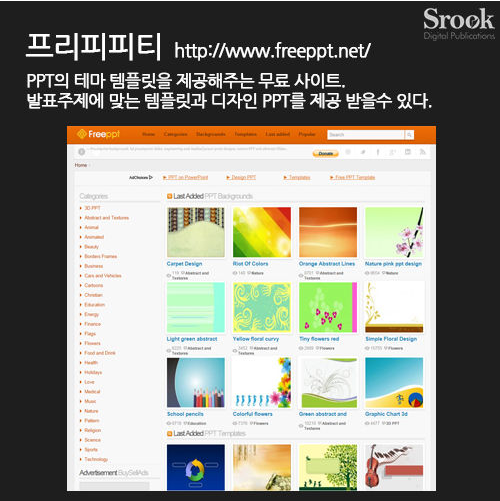 Srook
Digital Publications
프리피피티 http://www.freeppt.net/
PPT의 테마 템플릿을 제공해주는 무료 사이트.
발표주제에 맞는 템플릿과 디자인 PPT를 제공 받을수 있다.
Freeppt
Home Categories Backgrounds Templates Last added Popular Search
Donate
AdChoices PPT on PowerPoint Design PPT Templates Free PPT Template
Home
Categories
3D PPT
Abstract and Textures
Animal
Animated
Beauty
Borders Frames
Business
Cars and Vehicles
Cartoons
Christian
Education
Energy
Finance
Flags
Flowers
Food and Drink
Health
Holidays
Love
Medical
Music
Nature
Pattern
Religion
Science
Sports
Technology
Advertisement BuySellAds
Last Added PPT Backgrounds
Carpet Design Riot Of Colors Orange Abstract Lines Nature pink ppt design
Abstract and Textures Nature Abstract and Textures Nature
Light green abstract Yellow floral curvy Tiny flowers red Simple Floral Design
Abstract and Textures Abstract and Textures Flowers Flowers
School pencils Colorful flowers Green abstract and Graphic Chart 3d
Education Flowers Abstract and Textures 3D PPT
Last Added PPT Templates